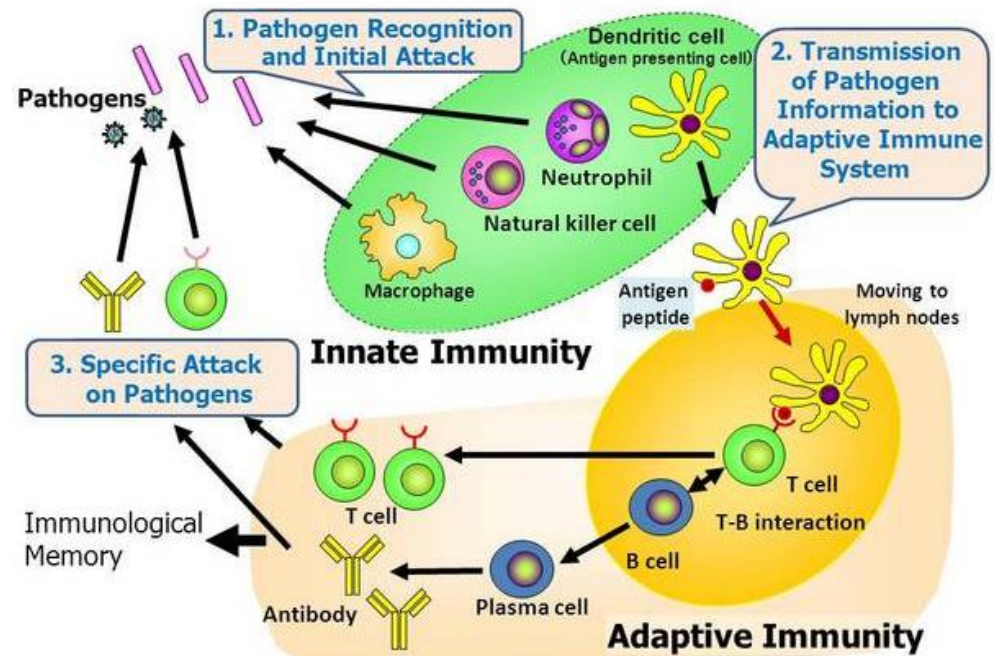 1. Pathogen Recognition
and Initial Attack
Dendritic cell
(Antigen presenting cell)
2. Transmission
of Pathogen
Information to
Adaptive Immune
System
Pathogens
Neutrophil
Natural killer cell
Macrophage
Antigen
peptide
Moving to
lymph nodes
Innate Immunity
3. Specific Attack
on Pathogens
T cell
T cell
T-B interaction
B cell
Immunological
Memory
Plasma cell
Antibody
Adaptive Immunity